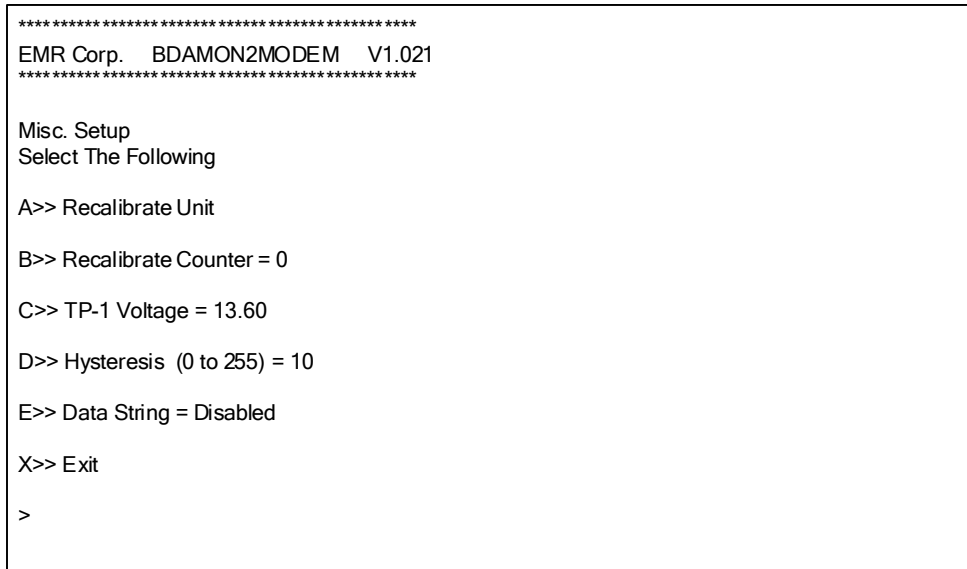 ************************************************
EMR Corp. BDAMON2MODEM V1.021
************************************************
Misc. Setup
Select The Following
A>> Recalibrate Unit
B>> Recalibrate Counter = 0
C>> TP-1 Voltage = 13.60
D>> Hysteresis (0 to 255) = 10
E>> Data String = Disabled
X>> Exit
>